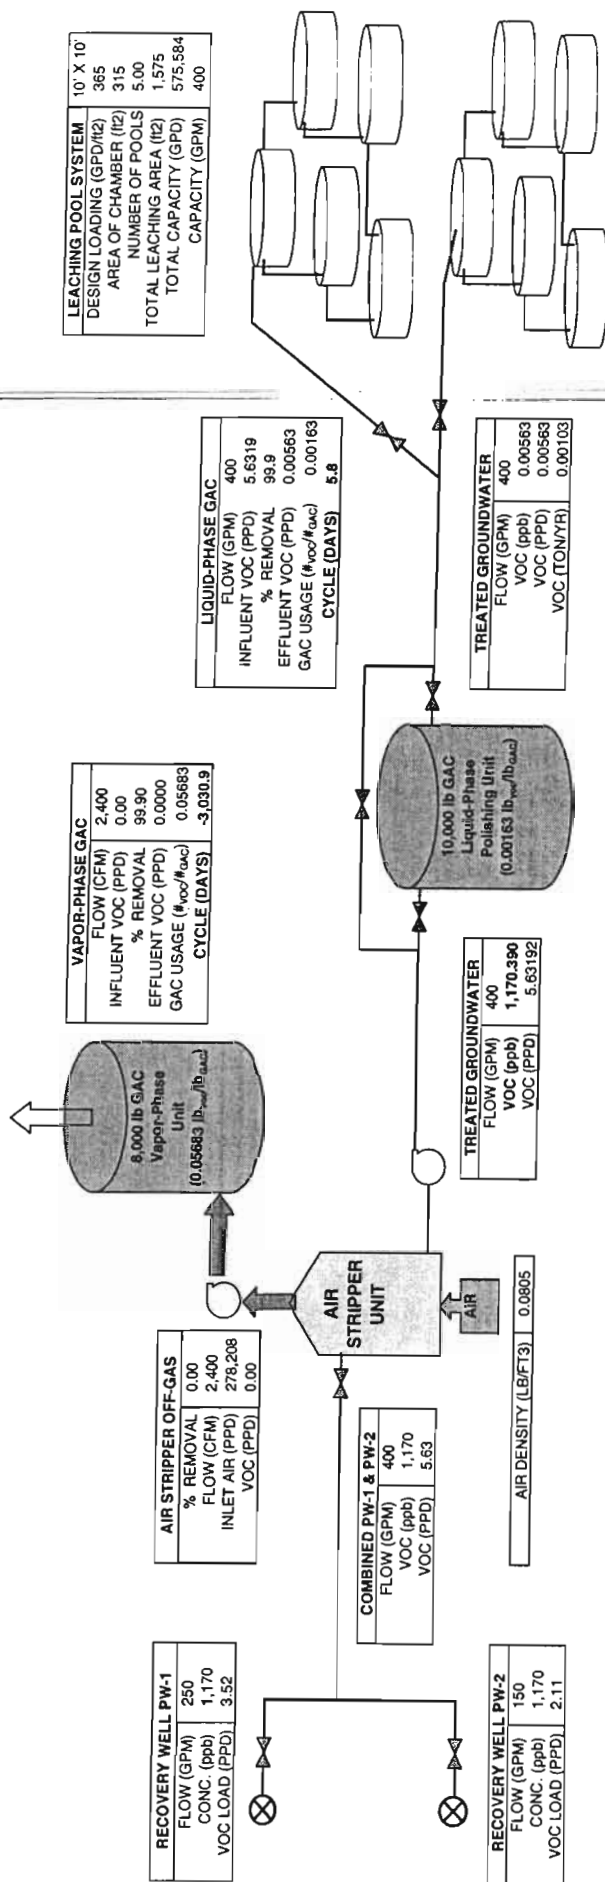 RECOVERY WELL PW-1
FLOW (GPM) 250
CONC. (ppb) 1,170
VOC LOAD (PPD) 3.52
RECOVERY WELL PW-2
FLOW (GPM) 150
CONC. (ppb) 1,170
VOC LOAD (PPD) 2.11
COMBINED PW-1 & PW-2
FLOW (GPM) 400
VOC (ppb) 1,170
VOC (PPD) 5.63
AIR STRIPPER OFF-GAS
% REMOVAL 0.00
FLOW (CFM) 2,400
INLET AIR (PPD) 278,208
VOC (PPD) 0.00
AIR DENSITY (LB/FT3) 0.0805
AIR
STRIPPER
UNIT
AIR
8,000 lb GAC
Vapor-Phase
Unit
(0.05683 lbvoc/lbGAC)
VAPOR-PHASE GAC
FLOW (CFM) 2,400
INFLUENT VOC (PPD) 0.00
% REMOVAL 99.90
EFFLUENT VOC (PPD) 0.0000
GAC USAGE (#voc/#GAC) 0.05683
CYCLE (DAYS) -3,030.9
TREATED GROUNDWATER
FLOW (GPM) 400
VOC (ppb) 1,170.390
VOC (PPD) 5.63192
10,000 lb GAC
Liquid-Phase
Polishing Unit
(0.00163 lbvoc/lbGAC)
LIQUID-PHASE GAC
FLOW (GPM) 400
INFLUENT VOC (PPD) 5.6319
% REMOVAL 99.9
EFFLUENT VOC (PPD) 0.00563
GAC USAGE (#voc/#GAC) 0.00163
CYCLE (DAYS) 5.8
TREATED GROUNDWATER
FLOW (GPM) 400
VOC (ppb) 0.00563
VOC (PPD) 0.00563
VOC (TON/YR) 0.00103
LEACHING POOL SYSTEM 10' X 10'
DESIGN LOADING (GPD/ft2) 365
AREA OF CHAMBER (ft2) 315
NUMBER OF POOLS 5.00
TOTAL LEACHING AREA (ft2) 1,575
TOTAL CAPACITY (GPD) 575,584
CAPACITY (GPM) 400